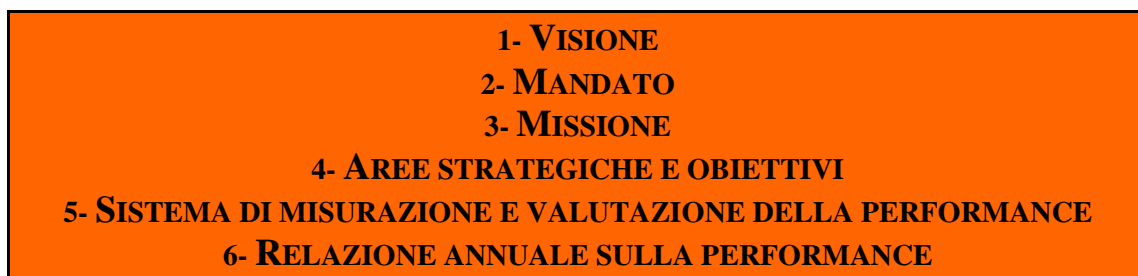 1- VISIONE
2- MANDATO
3- MISSIONE
4- AREE STRATEGICHE E OBIETTIVI
5- SISTEMA DI MISURAZIONE E VALUTAZIONE DELLA PERFORMANCE
6- RELAZIONE ANNUALE SULLA PERFORMANCE